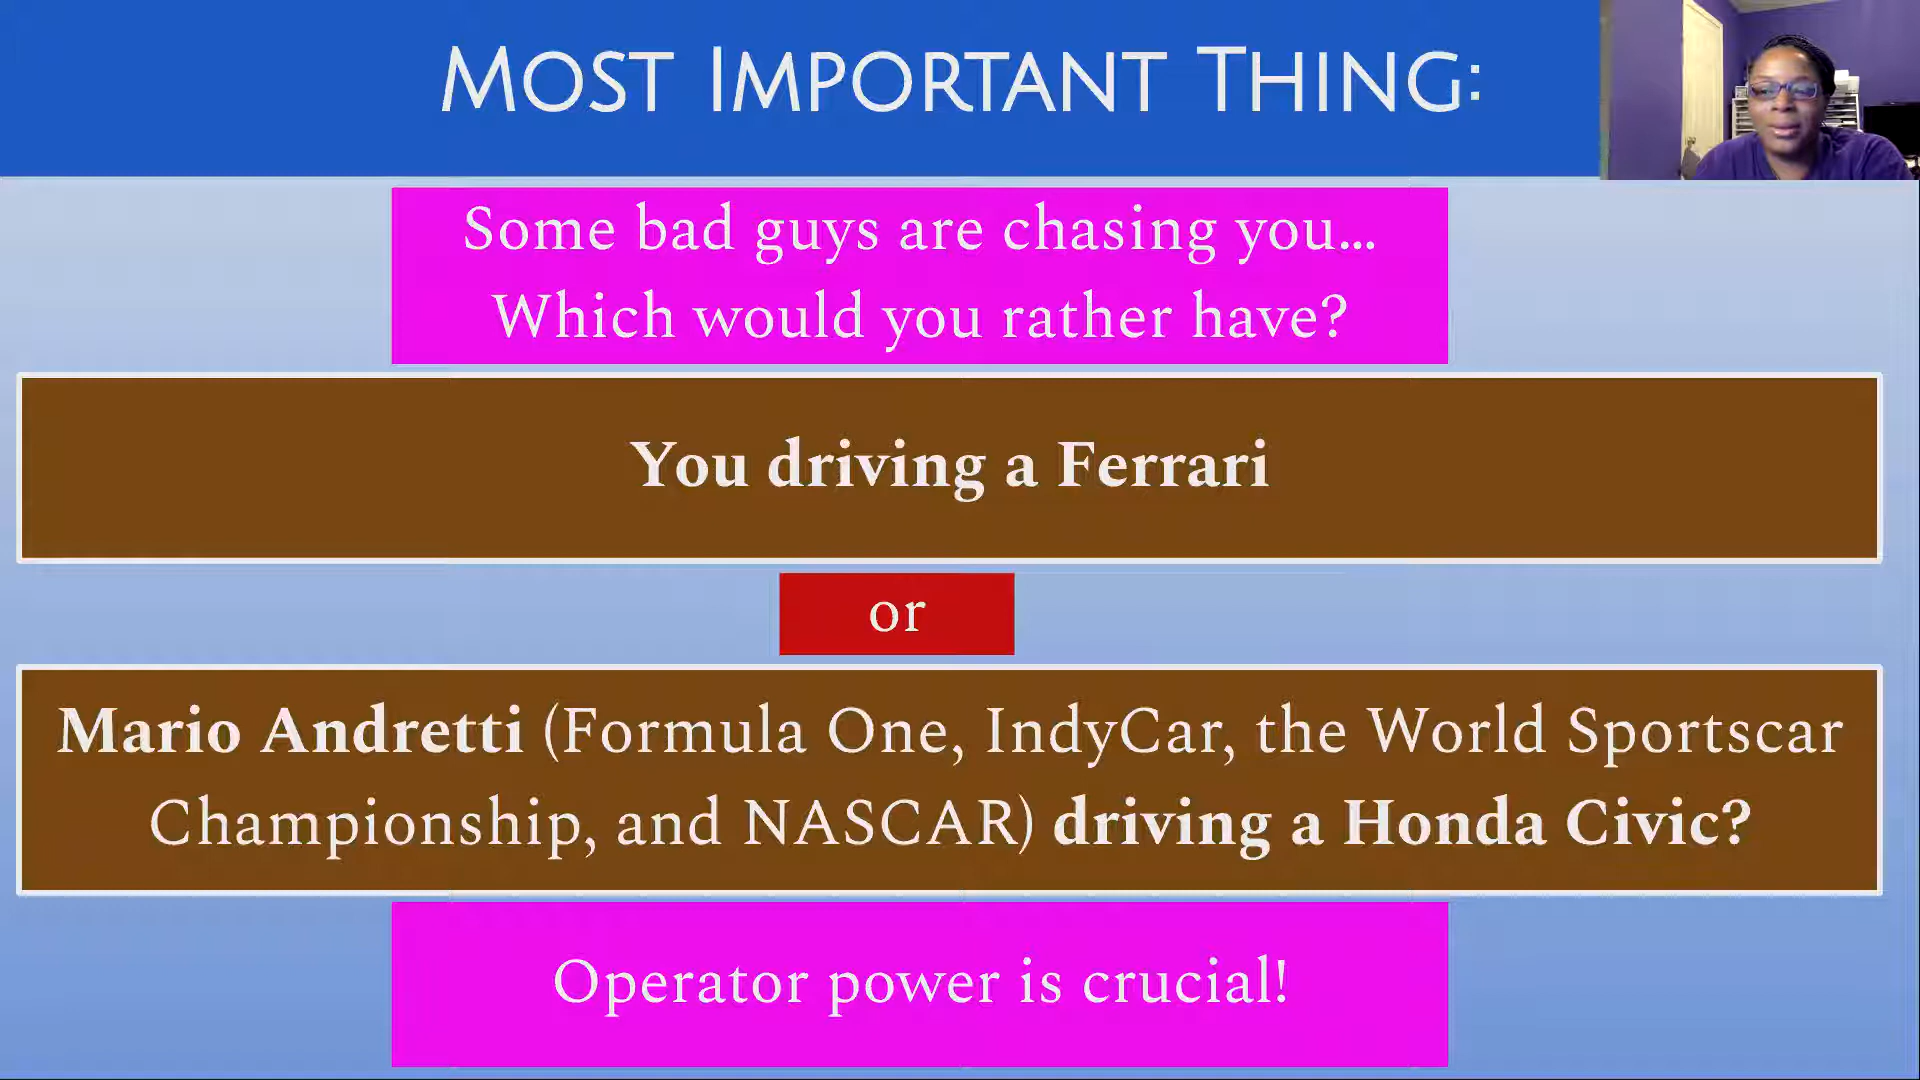 MOST IMPORTANT THING:
Some bad guys are chasing you...
Which would you rather have?
You driving a Ferrari
or
Mario Andretti (Formula One, IndyCar, the World Sportscar
Championship, and NASCAR) driving a Honda Civic?
Operator power is crucial!